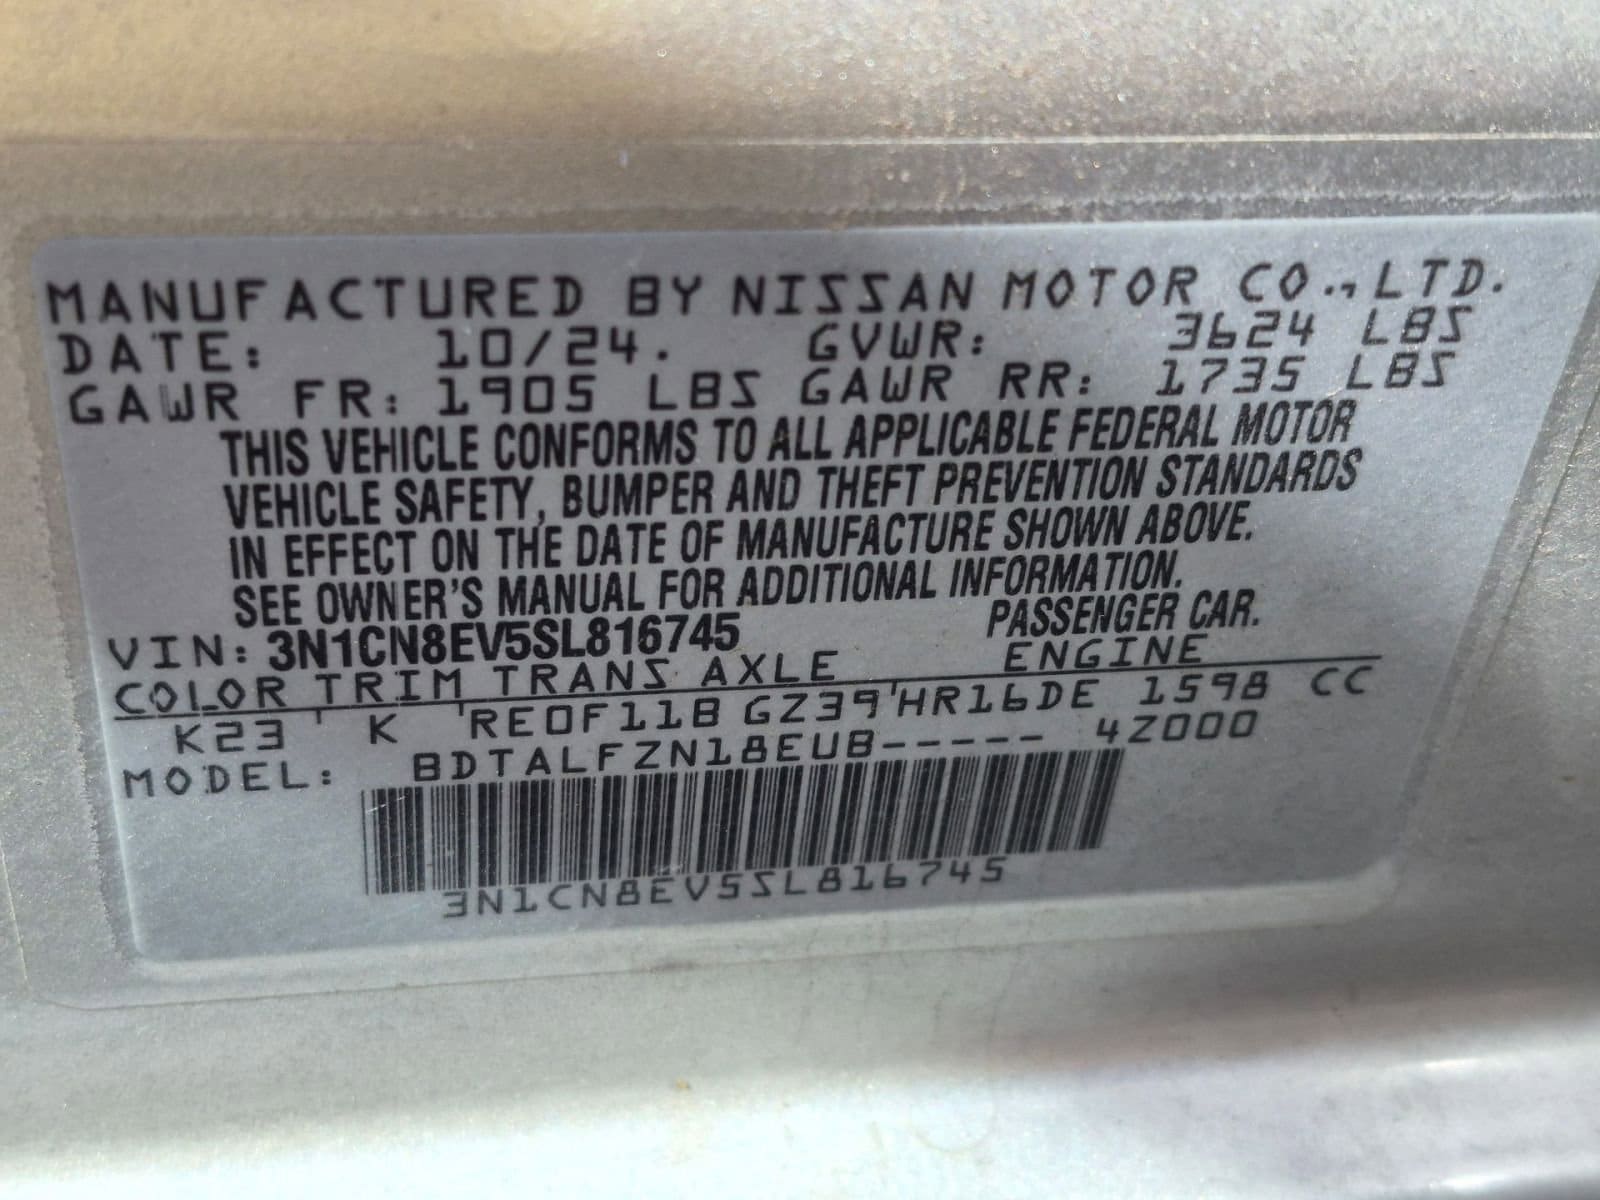 MANUFACTURED BY NISSAN MOTOR CO., LTD.
DATE: 10/24. GVWR: 3624 LBS
GAWR FR: 1905 LBS GAWR RR: 1735 LBS
THIS VEHICLE CONFORMS TO ALL APPLICABLE FEDERAL MOTOR
VEHICLE SAFETY, BUMPER AND THEFT PREVENTION STANDARDS
IN EFFECT ON THE DATE OF MANUFACTURE SHOWN ABOVE.
SEE OWNER'S MANUAL FOR ADDITIONAL INFORMATION.
VIN: 3N1CN8EV5SL816745 PASSENGER CAR.
COLOR TRIM TRANS AXLE ENGINE
K23 K RE0F11B GZ39 HR16DE 1598 CC
MODEL: BDTALFZN18EUB----- 4Z000
3N1CN8EV5SL816745